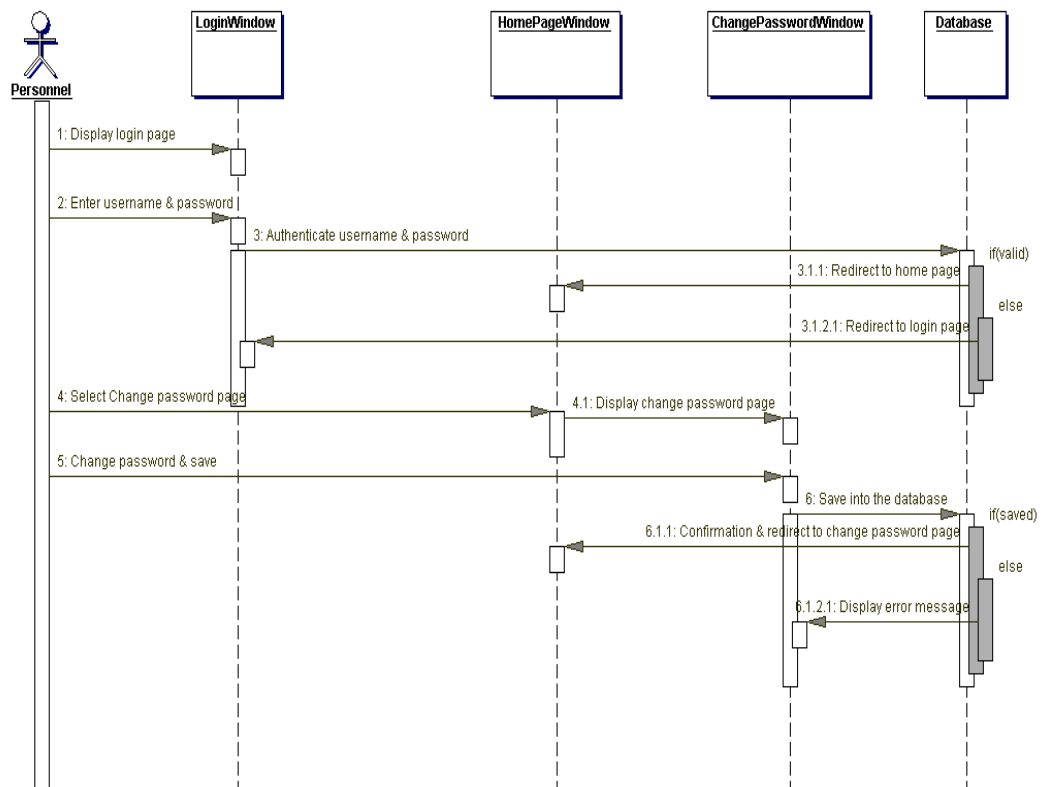 LoginWindow
HomePageWindow
ChangePasswordWindow
Database
Personnel
1: Display login page
2: Enter username & password
3: Authenticate username & password
if(valid)
3.1.1: Redirect to home page
else
3.1.2.1: Redirect to login page
4: Select Change password page
4.1: Display change password page
5: Change password & save
6: Save into the database
if(saved)
6.1.1: Confirmation & redirect to change password page
else
6.1.2.1: Display error message